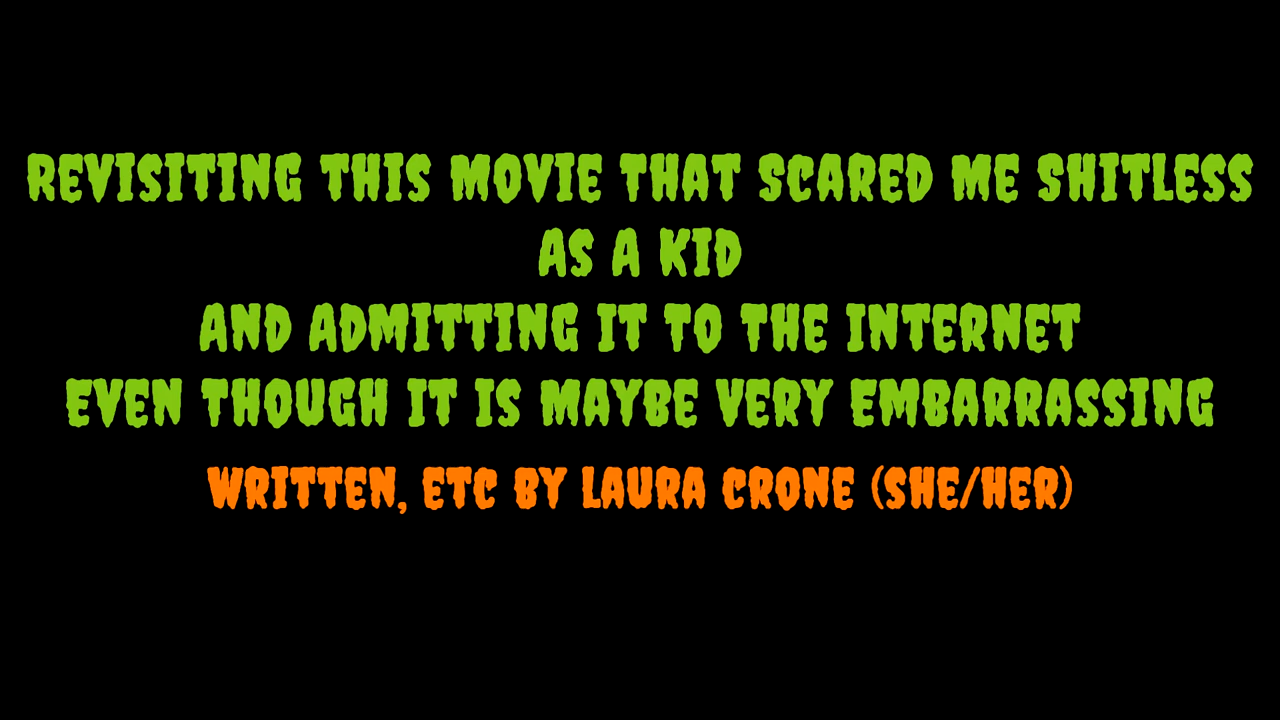 REVISITING THIS MOVIE THAT SCARED ME SHITLESS
AS A KID
AND ADMITTING IT TO THE INTERNET
EVEN THOUGH IT IS MAYBE VERY EMBARRASSING
WRITTEN, ETC BY LAURA CRONE (SHE/HER)